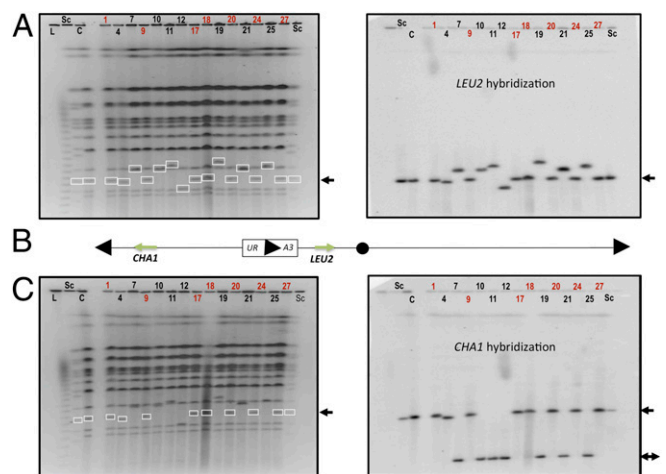 A
Sc 1 7 10 12 18 20 24 27 Sc
L C 4 9 11 17 19 21 25
Sc 1 7 10 12 18 20 24 27 Sc
C 4 9 11 17 19 21 25
LEU2 hybridization
B
UR A3
CHA1 LEU2
C
Sc 1 7 10 12 18 20 24 27
L C 4 9 11 17 19 21 25 Sc
Sc 1 7 10 12 18 20 24 27 Sc
C 4 9 11 17 19 21 25
CHA1 hybridization